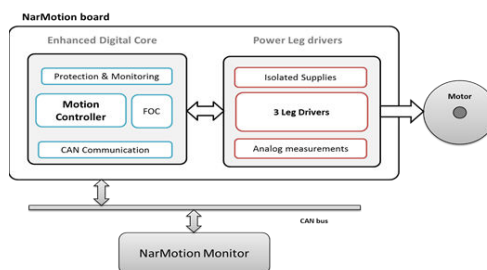 NarMotion board
Enhanced Digital Core
Power Leg drivers
Protection & Monitoring
Motion
Controller
FOC
CAN Communication
Isolated Supplies
3 Leg Drivers
Analog measurements
Motor
CAN bus
NarMotion Monitor